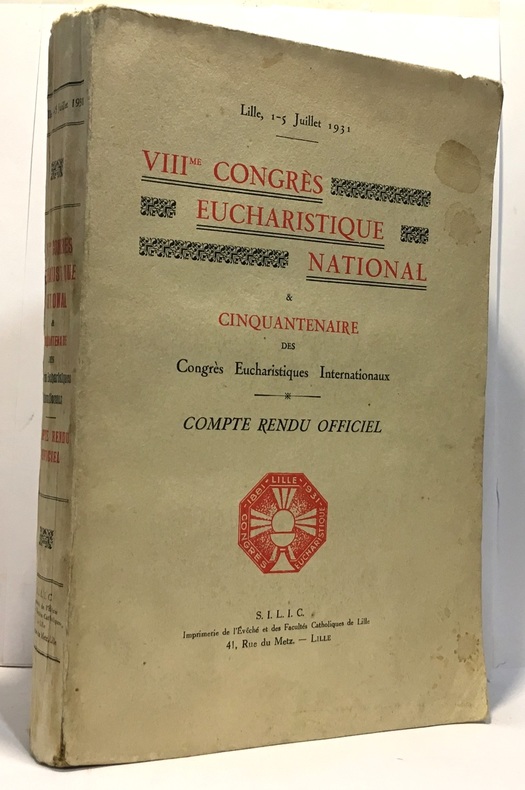 Lille, 1-5 Juillet 1931
VIIIME CONGRÈS
EUCHARISTIQUE
NATIONAL
&
CINQUANTENAIRE
DES
Congrès Eucharistiques Internationaux
COMPTE RENDU OFFICIEL
1881 - LILLE - 1931
CONGRÈS EUCHARISTIQUE
S. I. L. I. C.
Imprimerie de l'Évêché et des Facultés Catholiques de Lille
41, Rue du Metz. — LILLE